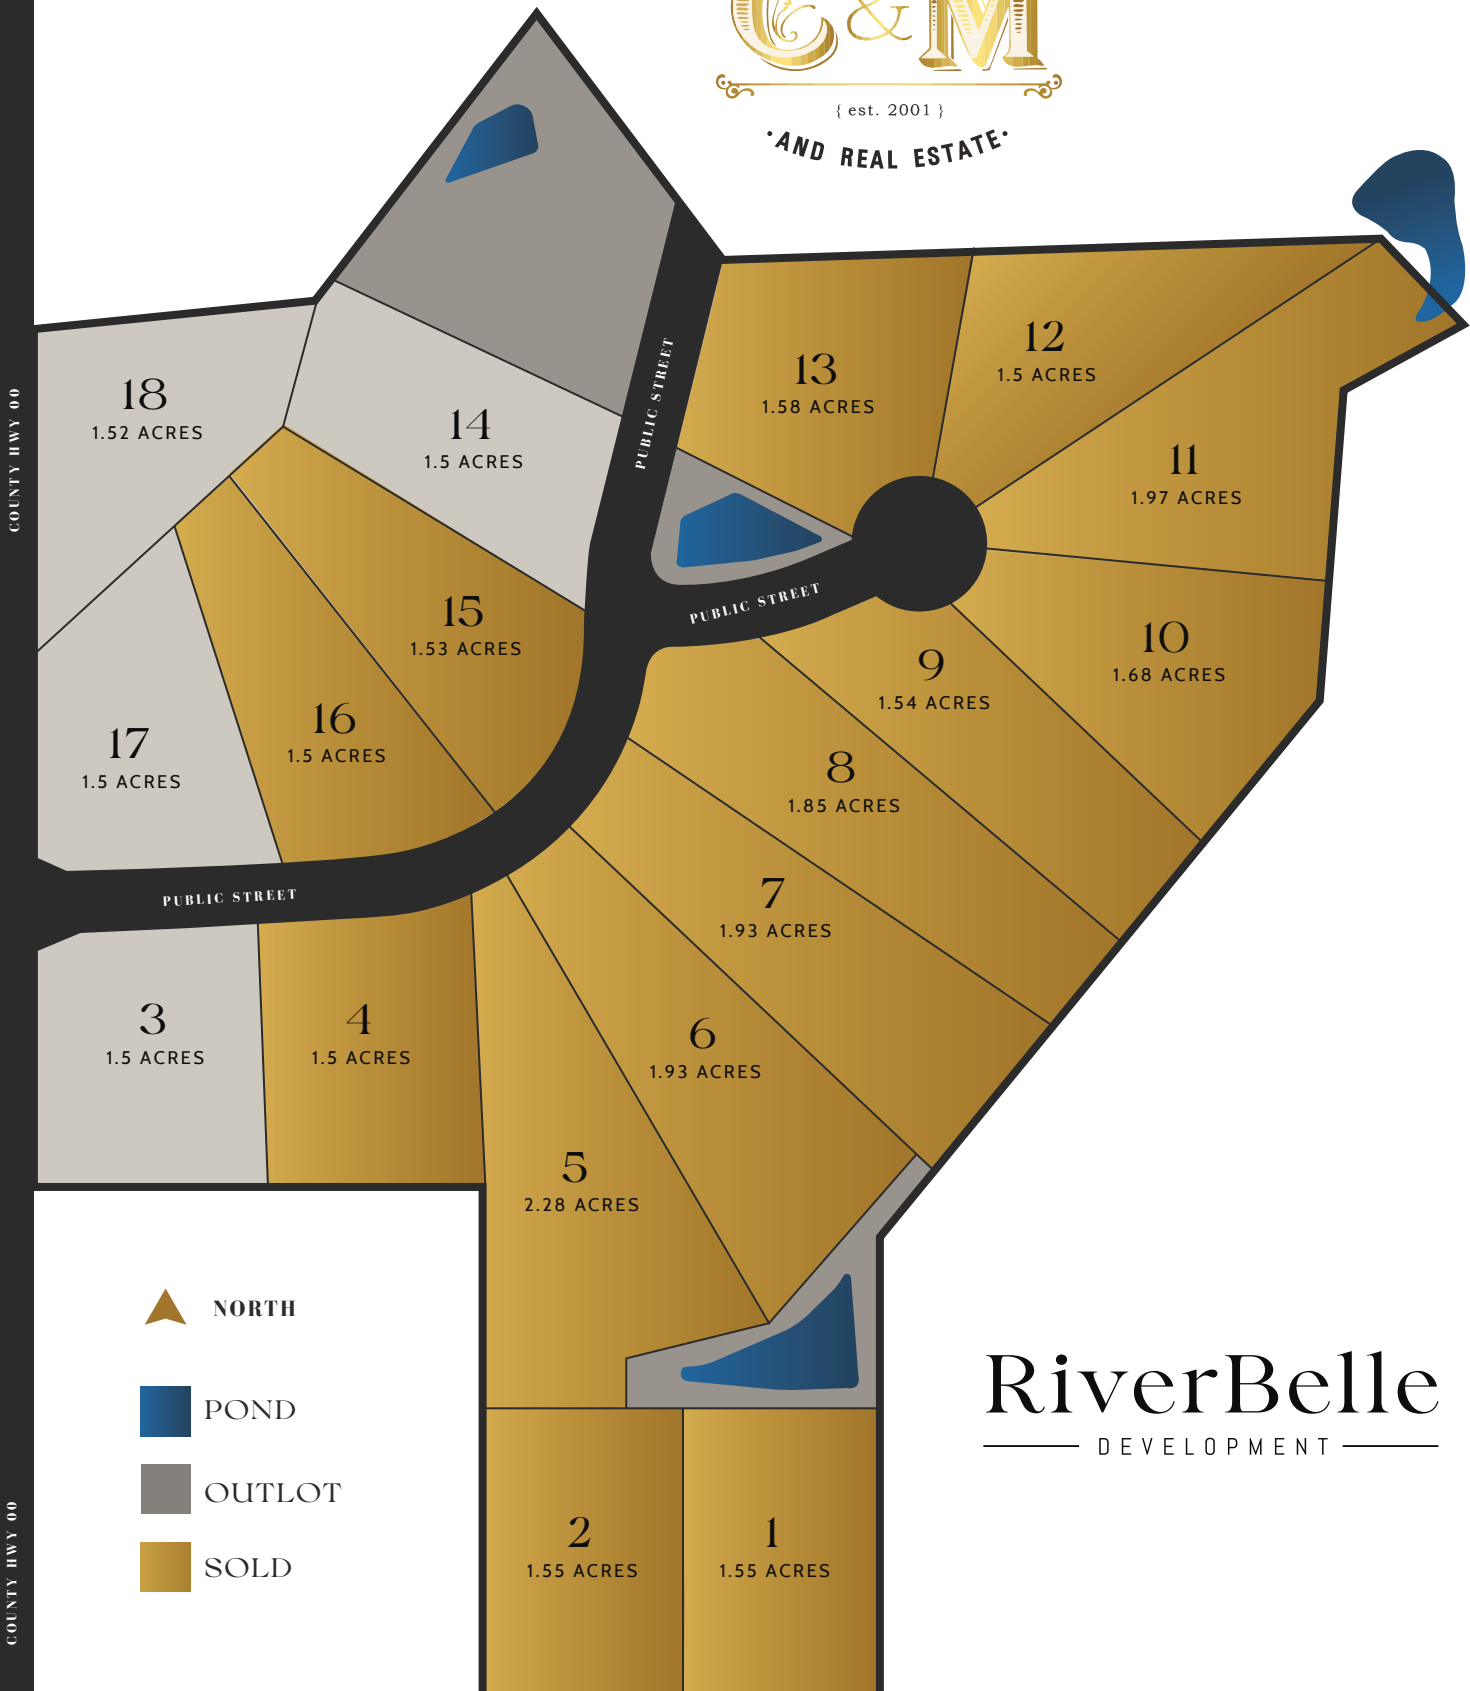 C & M
{ est. 2001 }
·AND REAL ESTATE·
COUNTY HWY OO
PUBLIC STREET
13
1.58 ACRES
12
1.5 ACRES
18
1.52 ACRES
14
1.5 ACRES
11
1.97 ACRES
PUBLIC STREET
15
1.53 ACRES
10
1.68 ACRES
9
1.54 ACRES
16
1.5 ACRES
17
1.5 ACRES
8
1.85 ACRES
PUBLIC STREET
7
1.93 ACRES
3
1.5 ACRES
4
1.5 ACRES
6
1.93 ACRES
5
2.28 ACRES
NORTH
POND
OUTLOT
SOLD
RiverBelle
DEVELOPMENT
COUNTY HWY OO
2
1.55 ACRES
1
1.55 ACRES